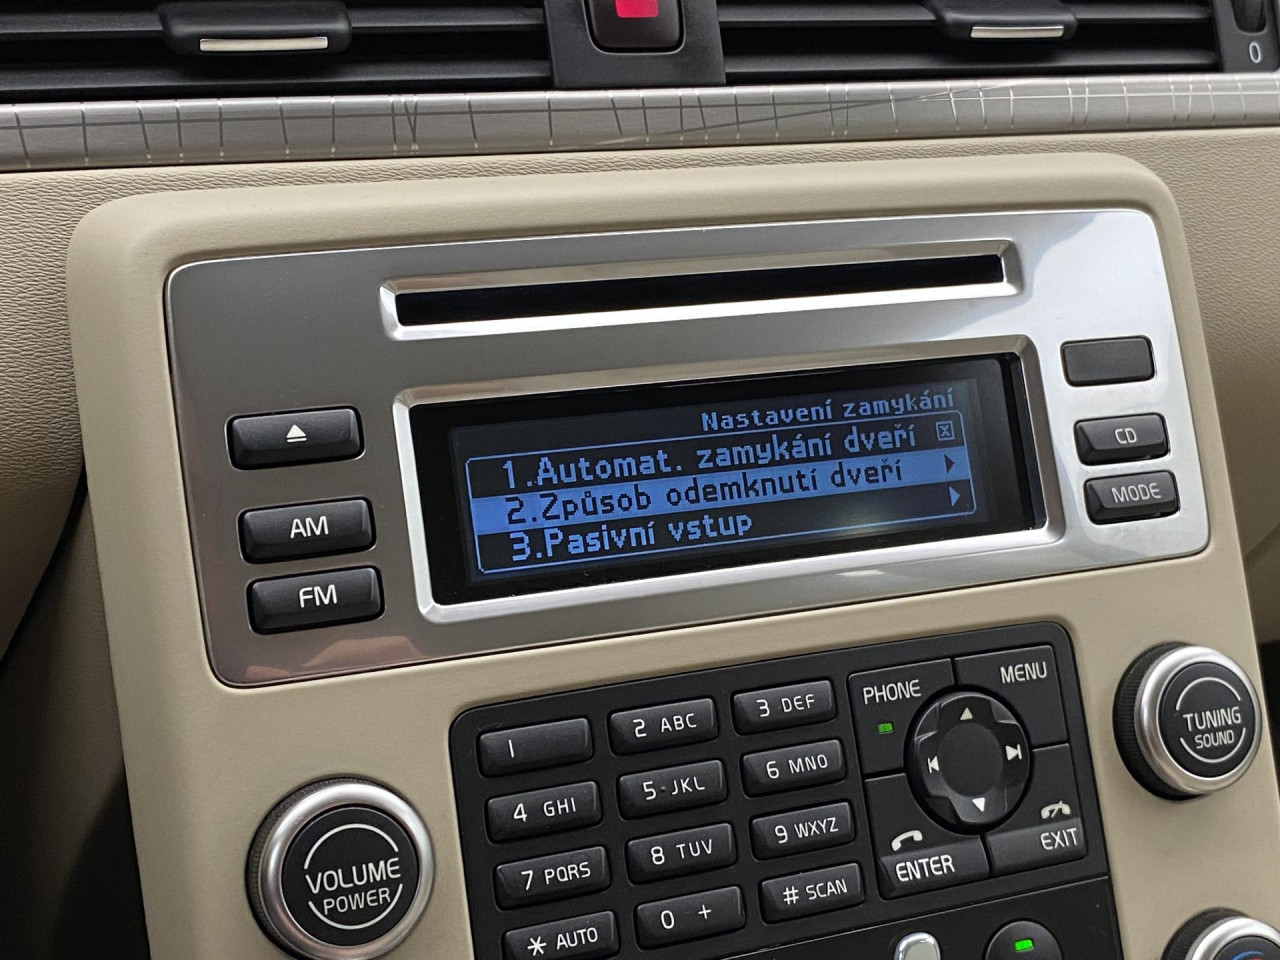 0
Nastavení zamykání
1.Automat. zamykání dveří
2.Způsob odemknutí dveří
3.Pasivní vstup
AM
FM
CD
MODE
1
2 ABC
3 DEF
4 GHI
5 JKL
6 MNO
7 PQRS
8 TUV
9 WXYZ
* AUTO
0 +
# SCAN
PHONE
MENU
ENTER
EXIT
VOLUME
POWER
TUNING
SOUND